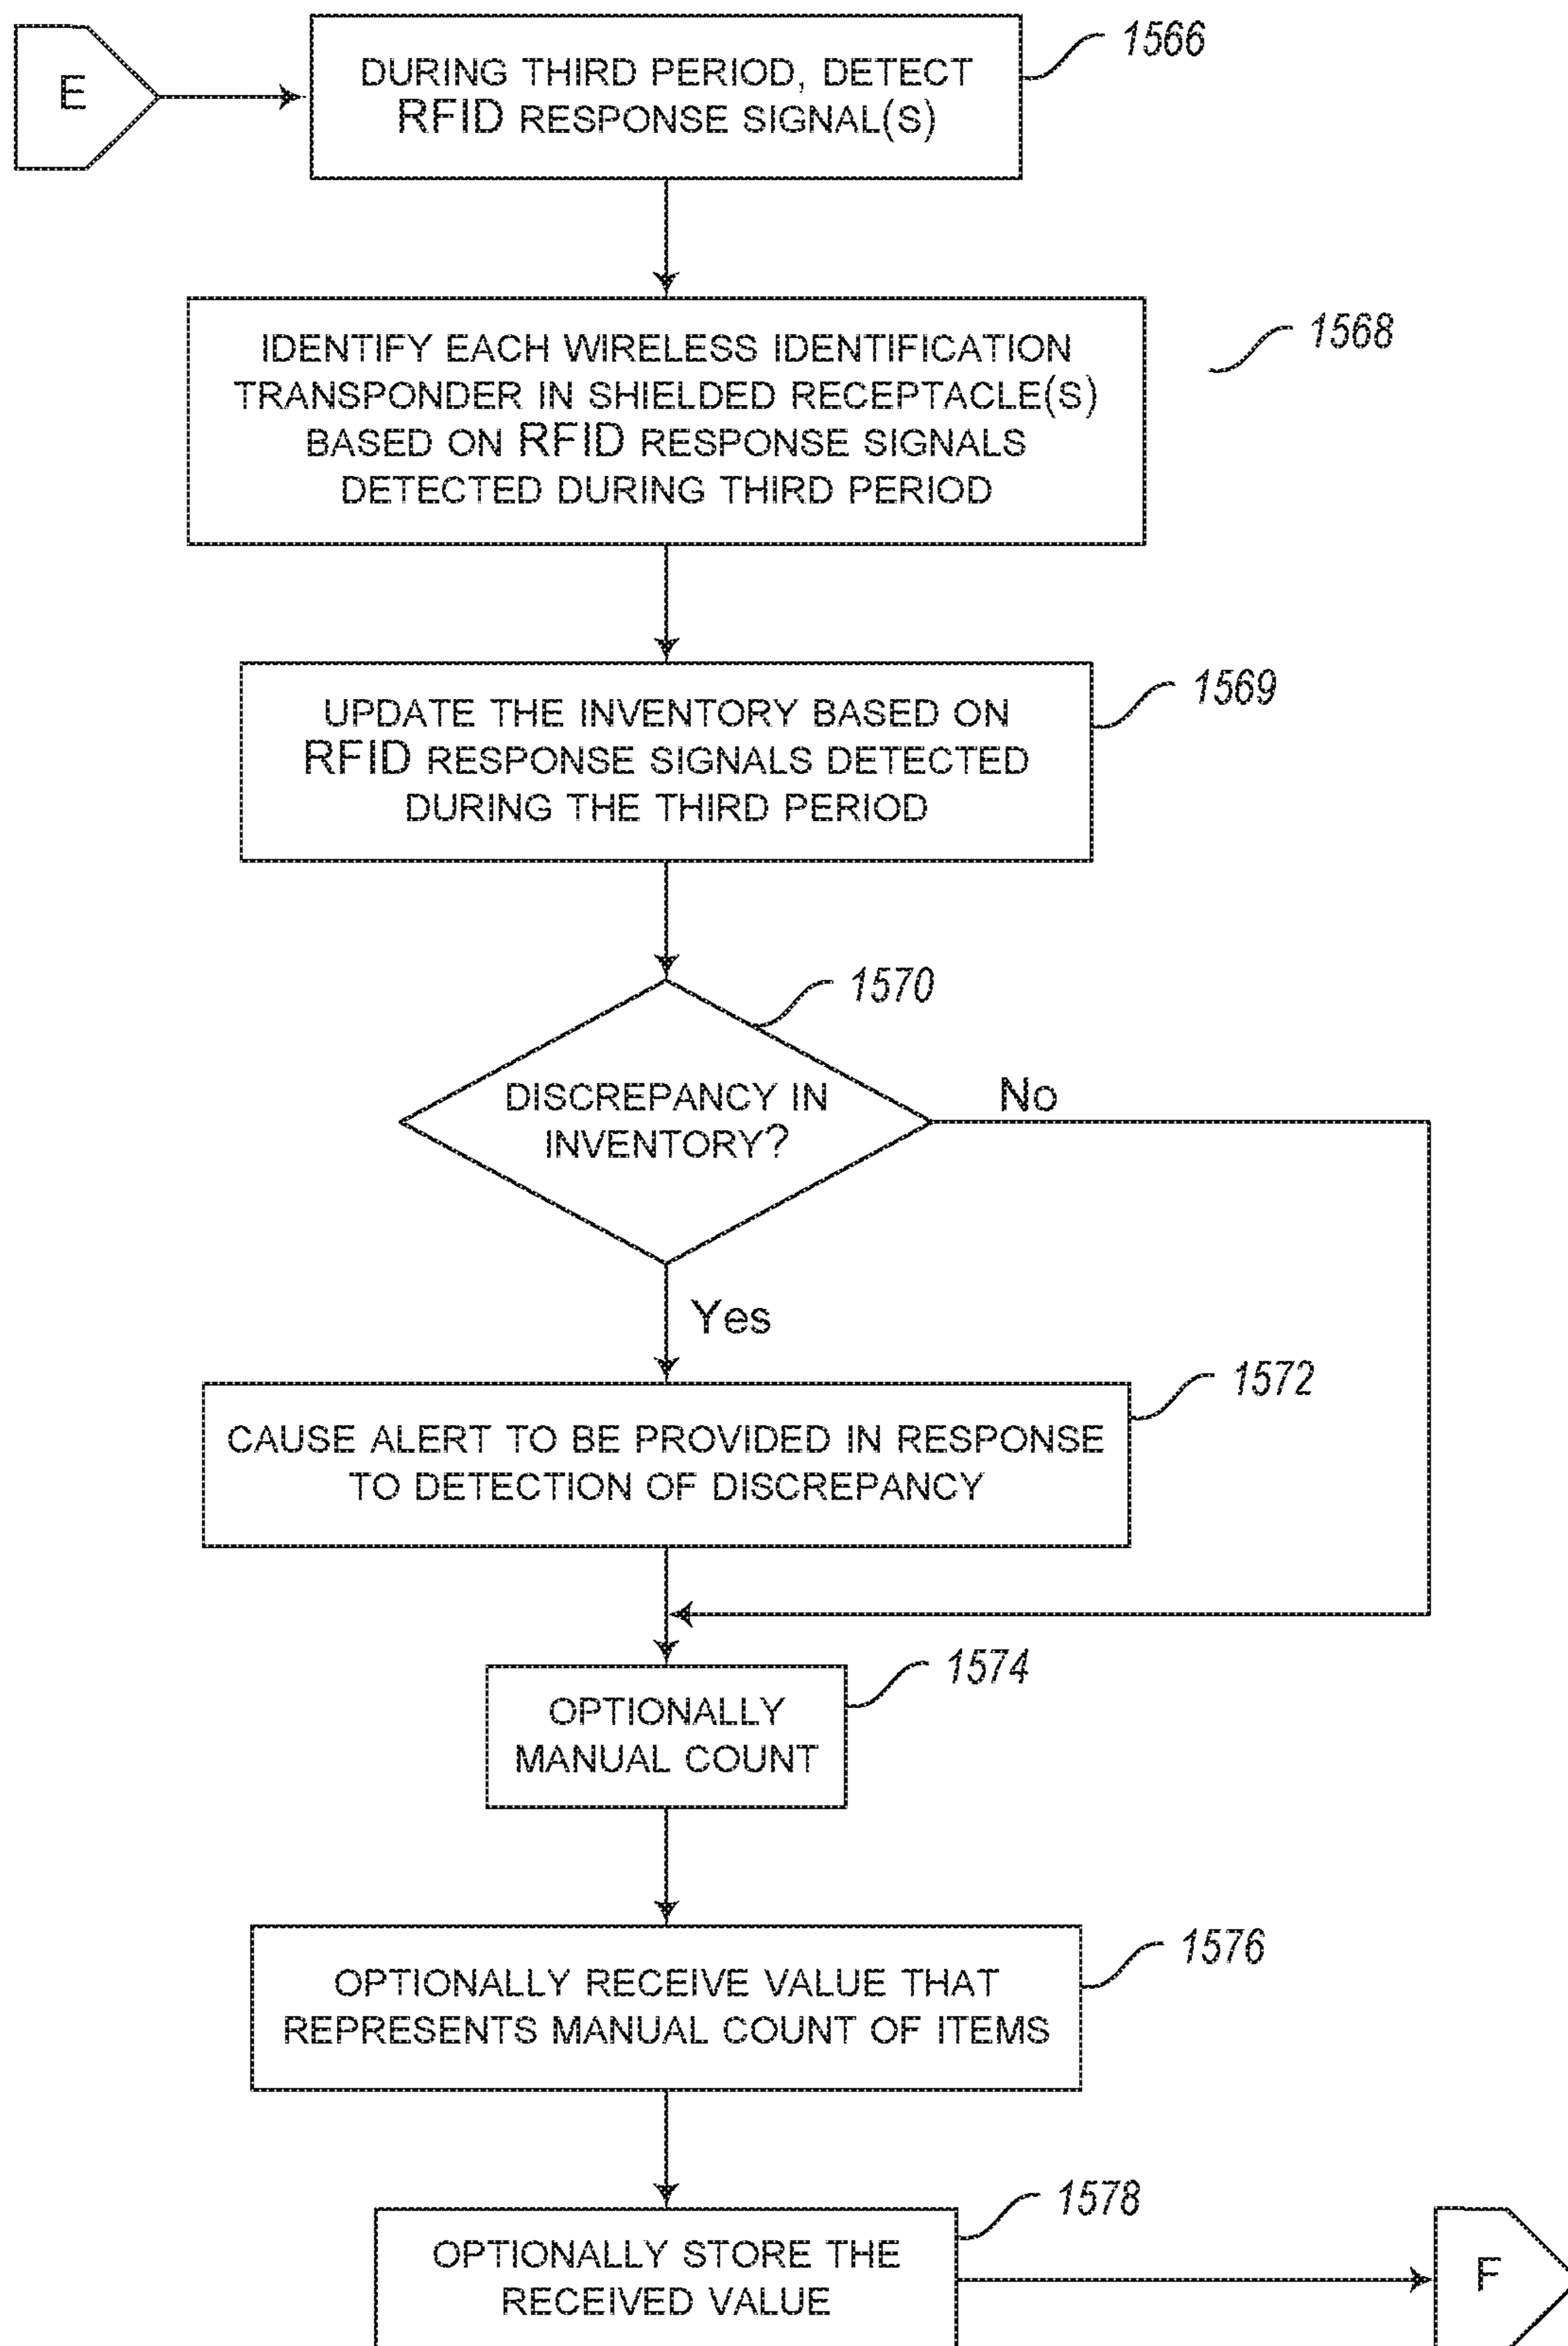 E
DURING THIRD PERIOD, DETECT
RFID RESPONSE SIGNAL(S)
1566
IDENTIFY EACH WIRELESS IDENTIFICATION
TRANSPONDER IN SHIELDED RECEPTACLE(S)
BASED ON RFID RESPONSE SIGNALS
DETECTED DURING THIRD PERIOD
1568
UPDATE THE INVENTORY BASED ON
RFID RESPONSE SIGNALS DETECTED
DURING THE THIRD PERIOD
1569
DISCREPANCY IN
INVENTORY?
1570
No
Yes
CAUSE ALERT TO BE PROVIDED IN RESPONSE
TO DETECTION OF DISCREPANCY
1572
OPTIONALLY
MANUAL COUNT
1574
OPTIONALLY RECEIVE VALUE THAT
REPRESENTS MANUAL COUNT OF ITEMS
1576
OPTIONALLY STORE THE
RECEIVED VALUE
1578
F